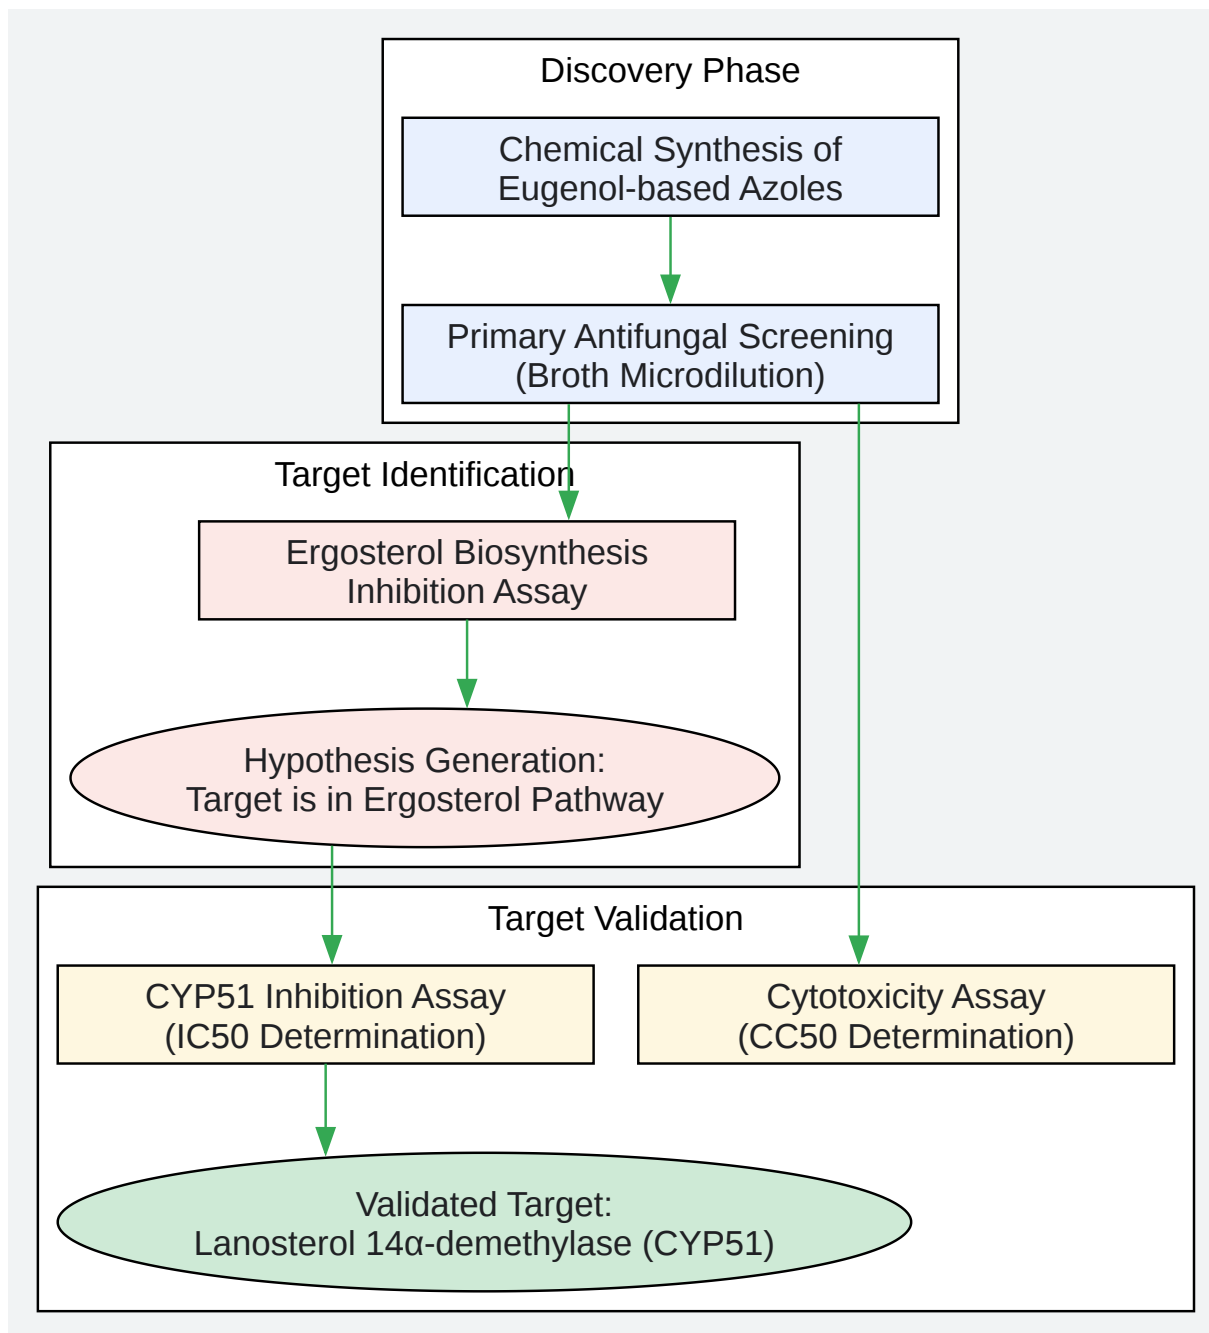 Discovery Phase
Chemical Synthesis of
Eugenol-based Azoles
Primary Antifungal Screening
(Broth Microdilution)
Target Identification
Ergosterol Biosynthesis
Inhibition Assay
Hypothesis Generation:
Target is in Ergosterol Pathway
Target Validation
CYP51 Inhibition Assay
(IC50 Determination)
Cytotoxicity Assay
(CC50 Determination)
Validated Target:
Lanosterol 14α-demethylase (CYP51)